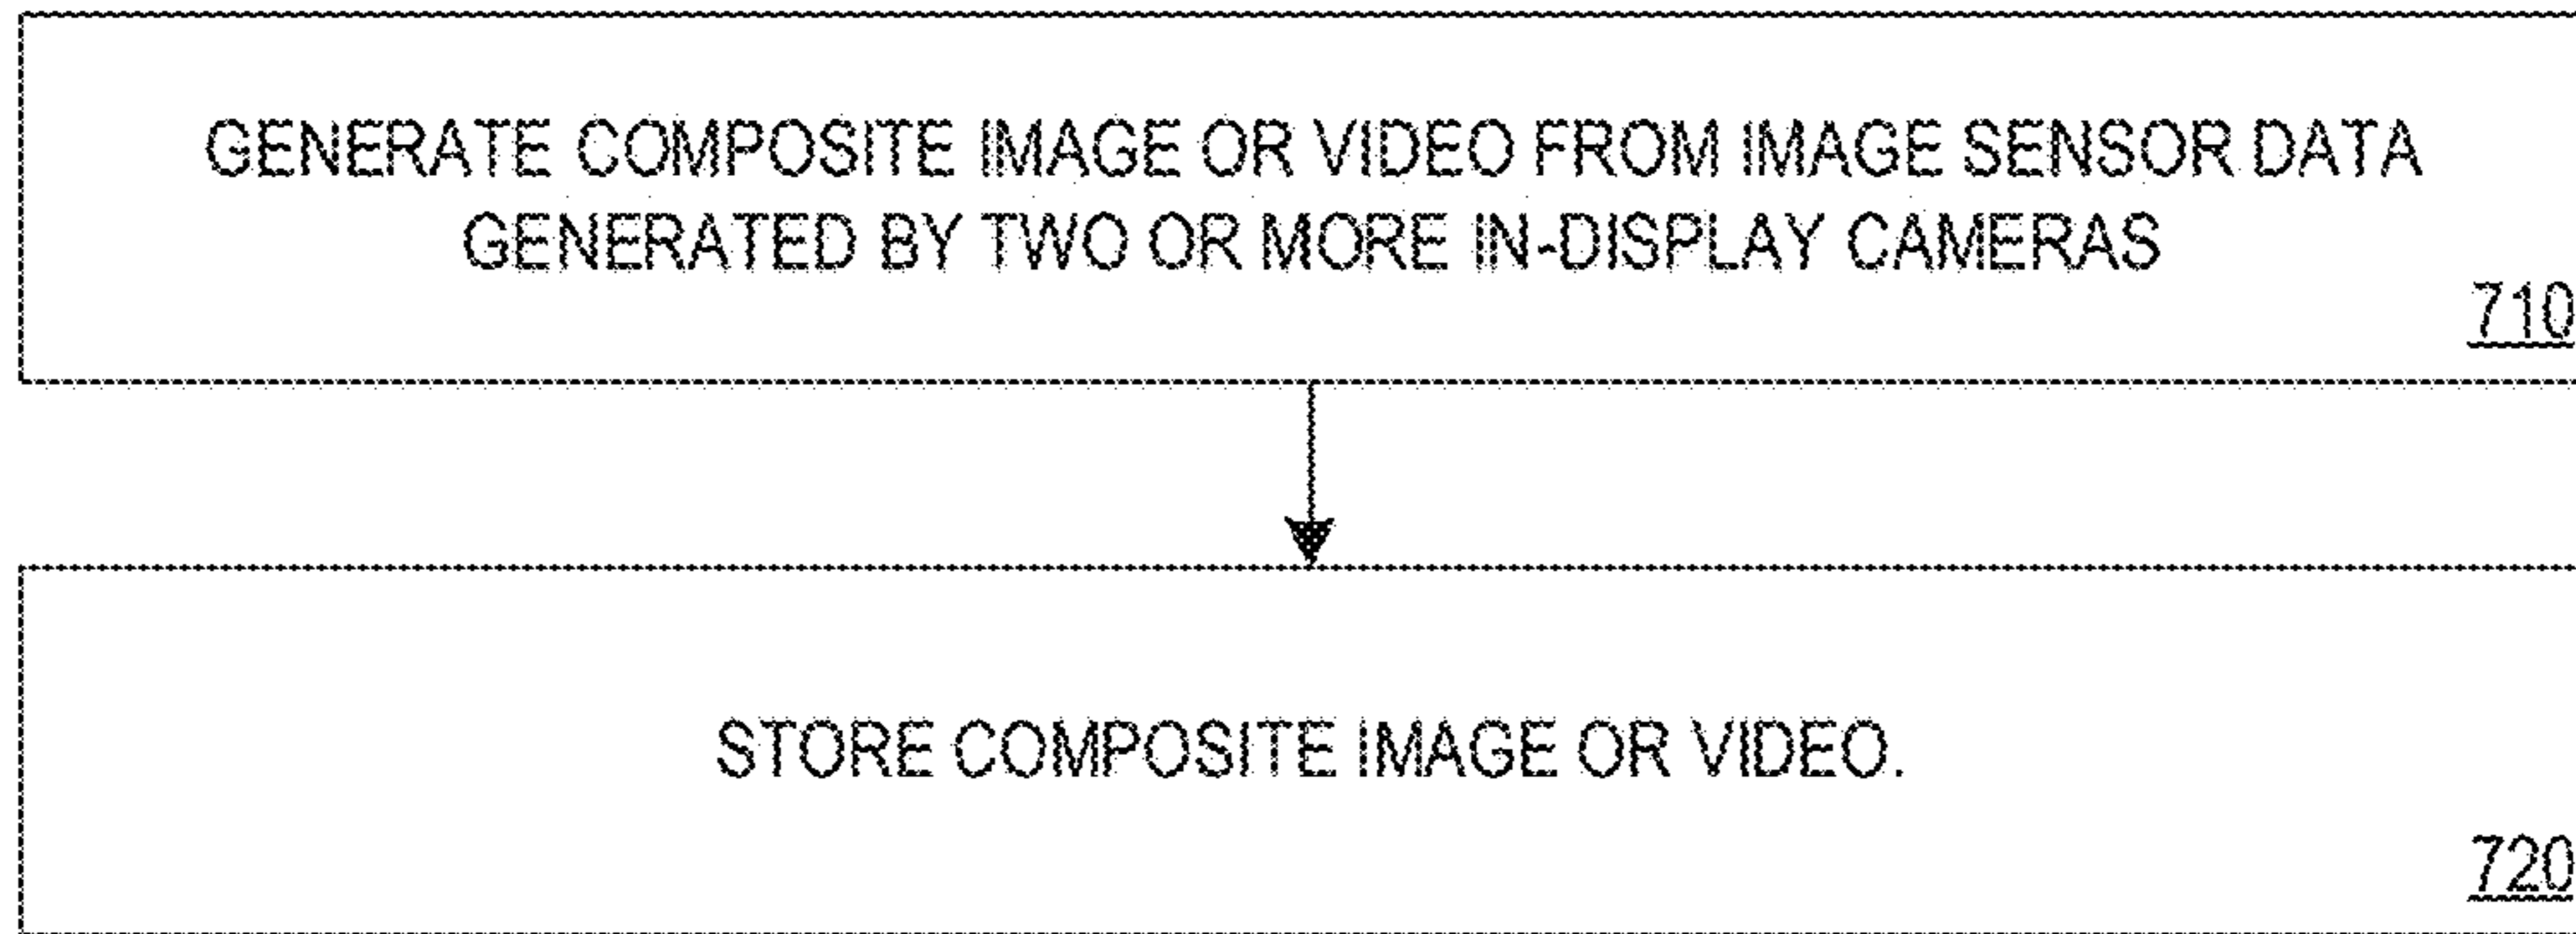 GENERATE COMPOSITE IMAGE OR VIDEO FROM IMAGE SENSOR DATA
GENERATED BY TWO OR MORE IN-DISPLAY CAMERAS
710
STORE COMPOSITE IMAGE OR VIDEO.
720